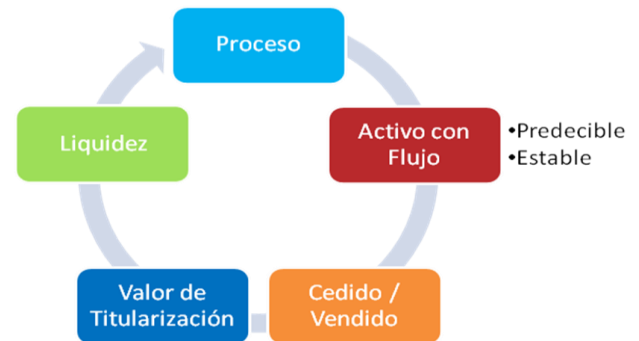 Proceso
Activo con
Flujo
•Predecible
•Estable
Cedido /
Vendido
Valor de
Titularización
Liquidez